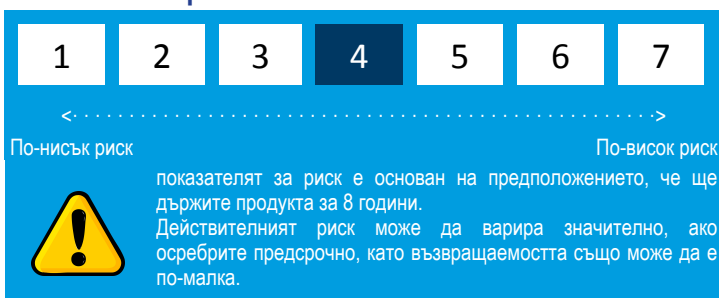 1 2 3 4 5 6 7
<· · · · · · · · · · · · · · · · · · · · · · · · · · · · · · · · · · · · · · · · · · · · · · · · · · · · · ·>
По-нисък риск По-висок риск
показателят за риск е основан на предположението, че ще
държите продукта за 8 години.
Действителният риск може да варира значително, ако
осребрите предсрочно, като възвращаемостта също може да е
по-малка.